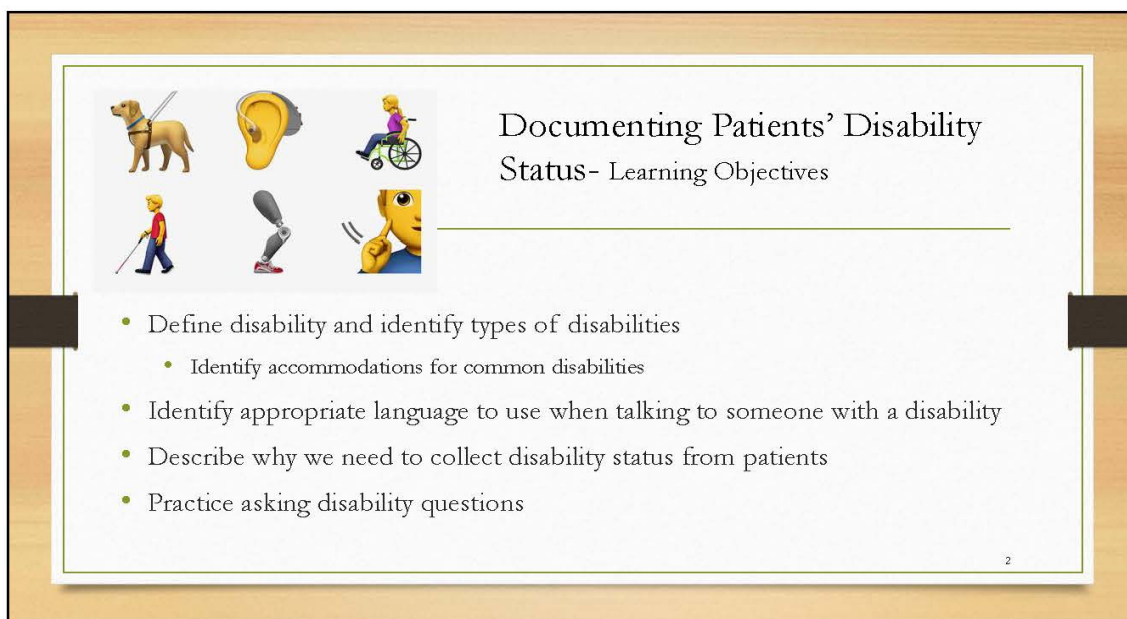 Documenting Patients’ Disability
Status- Learning Objectives
• Define disability and identify types of disabilities
• Identify accommodations for common disabilities
• Identify appropriate language to use when talking to someone with a disability
• Describe why we need to collect disability status from patients
• Practice asking disability questions
2